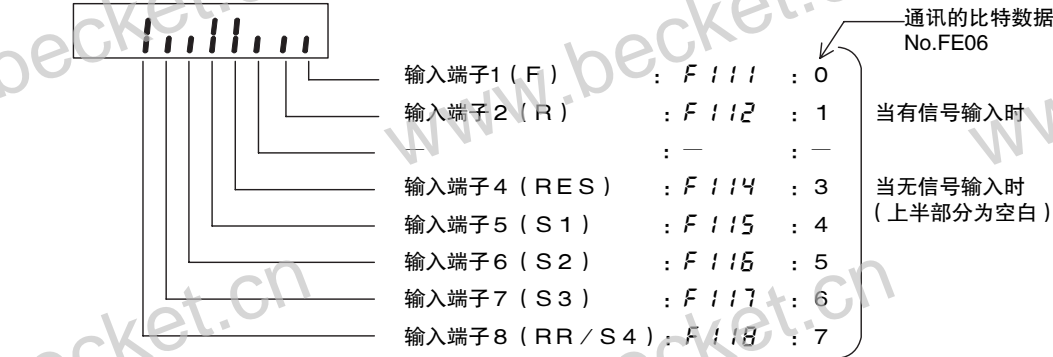 通讯的比特数据
No.FE06
输入端子1(F) : F111 : 0
输入端子2(R) : F112 : 1 当有信号输入时
— : — : —
输入端子4(RES) : F114 : 3 当无信号输入时
(上半部分为空白)
输入端子5(S1) : F115 : 4
输入端子6(S2) : F116 : 5
输入端子7(S3) : F117 : 6
输入端子8(RR/S4) : F118 : 7
www.becket.cn